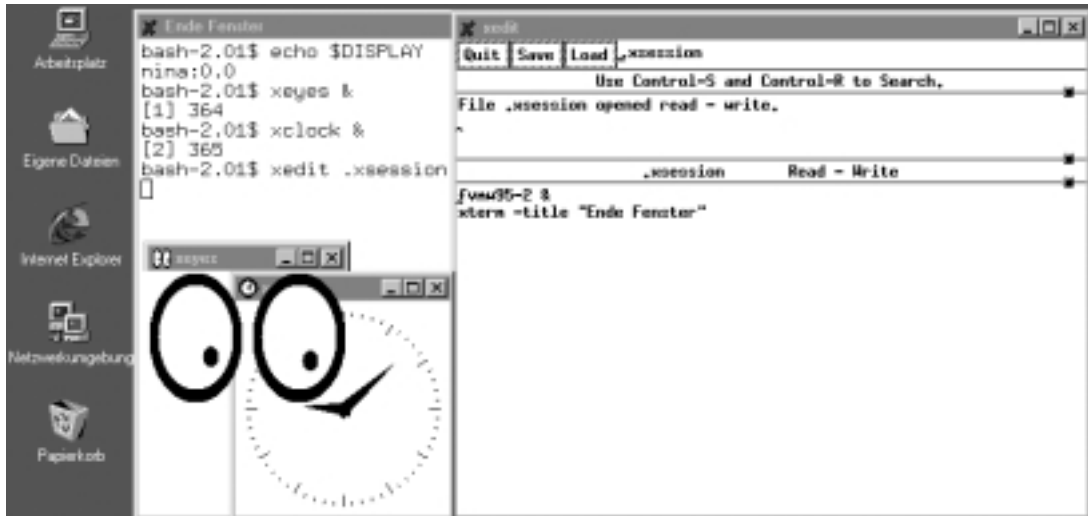 Arbeitsplatz
Eigene Dateien
Internet Explorer
Netzwerkumgebung
Papierkorb
Ende Fenster
bash-2.01$ echo $DISPLAY
nina:0.0
bash-2.01$ xeyes &
[1] 364
bash-2.01$ xclock &
[2] 365
bash-2.01$ xedit .xsession
xeyes
xedit
Quit Save Load .xsession
Use Control-S and Control-R to Search.
File .xsession opened read - write.
.xsession Read - Write
fvwm95-2 &
xterm -title "Ende Fenster"